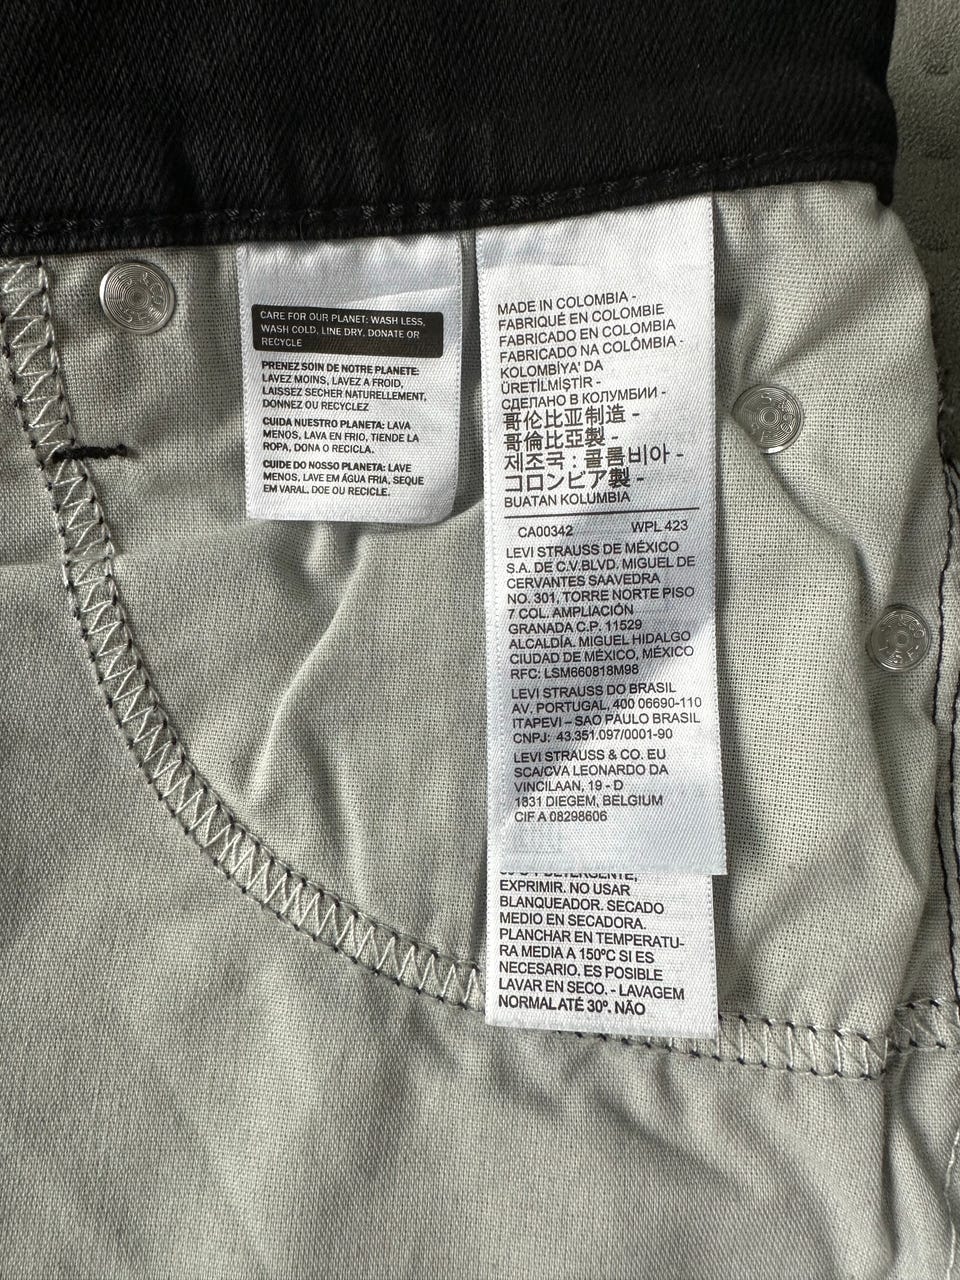 CARE FOR OUR PLANET: WASH LESS,
WASH COLD, LINE DRY, DONATE OR
RECYCLE
PRENEZ SOIN DE NOTRE PLANETE:
LAVEZ MOINS, LAVEZ A FROID,
LAISSEZ SECHER NATURELLEMENT,
DONNEZ OU RECYCLEZ
CUIDA NUESTRO PLANETA: LAVA
MENOS, LAVA EN FRIO, TIENDE LA
ROPA, DONA O RECICLA.
CUIDE DO NOSSO PLANETA: LAVE
MENOS, LAVE EM ÁGUA FRIA, SEQUE
EM VARAL, DOE OU RECICLE.
MADE IN COLOMBIA -
FABRIQUÉ EN COLOMBIE
FABRICADO EN COLOMBIA
FABRICADO NA COLÔMBIA -
KOLOMBİYA' DA
ÜRETİLMİŞTİR -
СДЕЛАНО В КОЛУМБИИ -
哥伦比亚制造 -
哥倫比亞製 -
제조국 : 콜롬비아 -
コロンビア製 -
BUATAN KOLUMBIA
CA00342 WPL 423
LEVI STRAUSS DE MÉXICO
S.A. DE C.V.BLVD. MIGUEL DE
CERVANTES SAAVEDRA
NO. 301, TORRE NORTE PISO
7 COL. AMPLIACIÓN
GRANADA C.P. 11529
ALCALDÍA. MIGUEL HIDALGO
CIUDAD DE MÉXICO, MÉXICO
RFC: LSM660818M98
LEVI STRAUSS DO BRASIL
AV. PORTUGAL, 400 06690-110
ITAPEVI – SAO PAULO BRASIL
CNPJ: 43.351.097/0001-90
LEVI STRAUSS & CO. EU
SCA/CVA LEONARDO DA
VINCILAAN, 19 - D
1831 DIEGEM, BELGIUM
CIF A 08298606
DETERGENTE,
EXPRIMIR. NO USAR
BLANQUEADOR. SECADO
MEDIO EN SECADORA.
PLANCHAR EN TEMPERATU-
RA MEDIA A 150ºC SI ES
NECESARIO. ES POSIBLE
LAVAR EN SECO. - LAVAGEM
NORMAL ATÉ 30º. NÃO